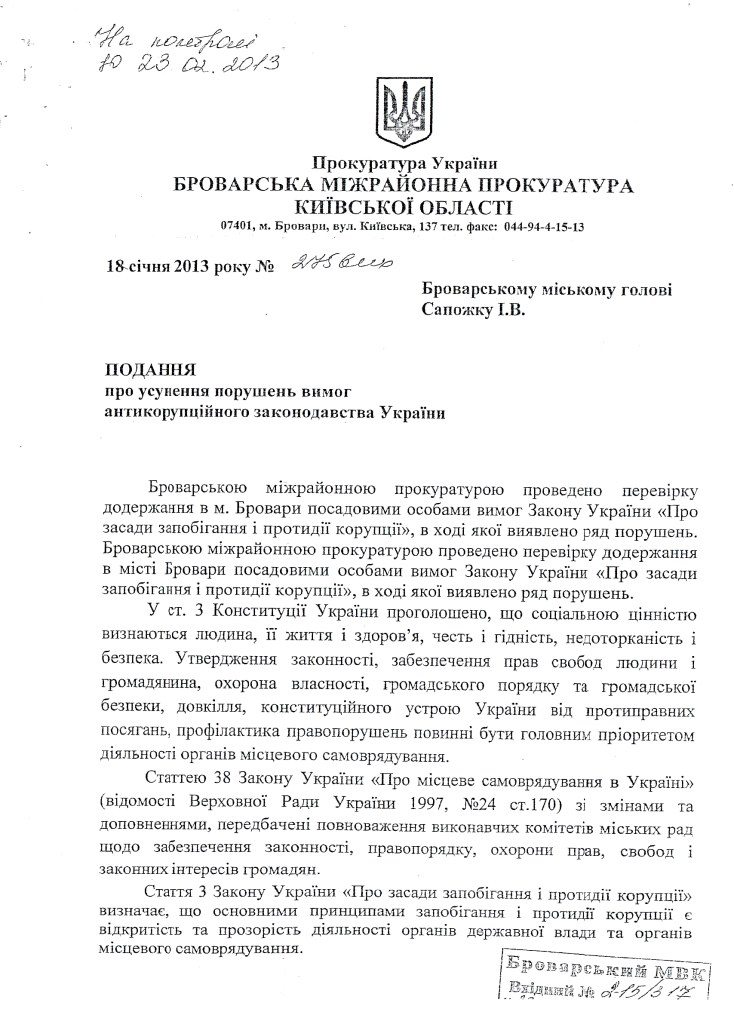 На контролі
до 23 02. 2013
Прокуратура України
БРОВАРСЬКА МІЖРАЙОННА ПРОКУРАТУРА
КИЇВСЬКОЇ ОБЛАСТІ
07401, м. Бровари, вул. Київська, 137 тел. факс: 044-94-4-15-13
18 січня 2013 року № 275вих
Броварському міському голові
Сапожку І.В.
ПОДАННЯ
про усунення порушень вимог
антикорупційного законодавства України
Броварською міжрайонною прокуратурою проведено перевірку
додержання в м. Бровари посадовими особами вимог Закону України «Про
засади запобігання і протидії корупції», в ході якої виявлено ряд порушень.
Броварською міжрайонною прокуратурою проведено перевірку додержання
в місті Бровари посадовими особами вимог Закону України «Про засади
запобігання і протидії корупції», в ході якої виявлено ряд порушень.
У ст. 3 Конституції України проголошено, що соціальною цінністю
визнаються людина, її життя і здоров’я, честь і гідність, недоторканість і
безпека. Утвердження законності, забезпечення прав свобод людини і
громадянина, охорона власності, громадського порядку та громадської
безпеки, довкілля, конституційного устрою України від протиправних
посягань, профілактика правопорушень повинні бути головним пріоритетом
діяльності органів місцевого самоврядування.
Статтею 38 Закону України «Про місцеве самоврядування в Україні»
(відомості Верховної Ради України 1997, №24 ст.170) зі змінами та
доповненнями, передбачені повноваження виконавчих комітетів міських рад
щодо забезпечення законності, правопорядку, охорони прав, свобод і
законних інтересів громадян.
Стаття 3 Закону України «Про засади запобігання і протидії корупції»
визначає, що основними принципами запобігання і протидії корупції є
відкритість та прозорість діяльності органів державної влади та органів
місцевого самоврядування.
Броварський МВК
Вхідний № 2-15/317